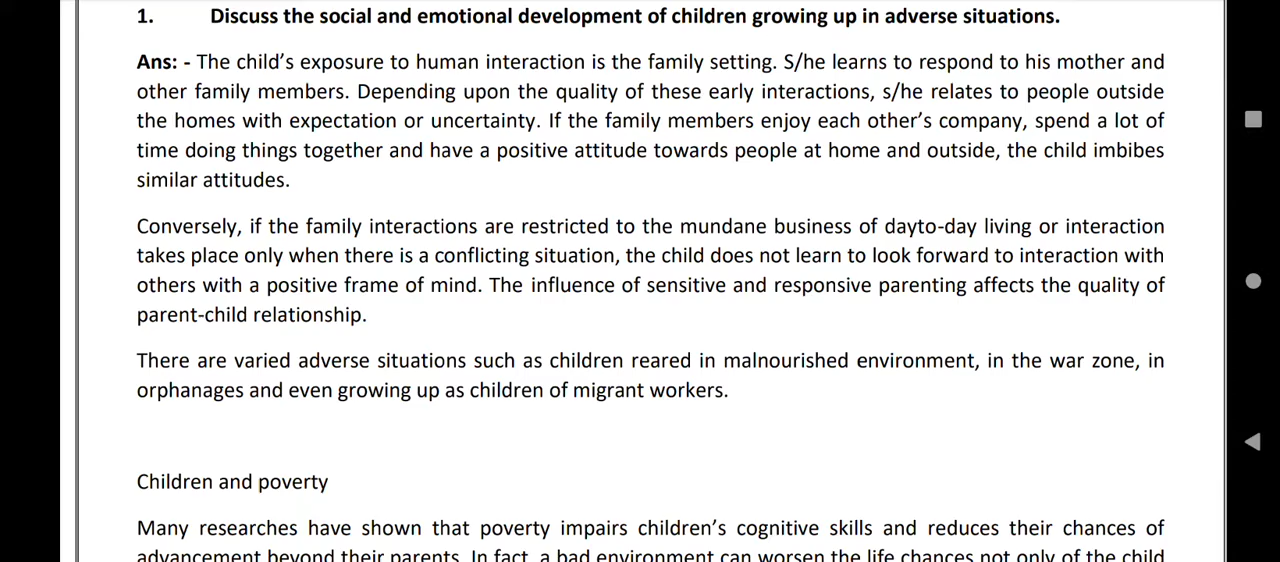 1. Discuss the social and emotional development of children growing up in adverse situations.
Ans: - The child’s exposure to human interaction is the family setting. S/he learns to respond to his mother and
other family members. Depending upon the quality of these early interactions, s/he relates to people outside
the homes with expectation or uncertainty. If the family members enjoy each other’s company, spend a lot of
time doing things together and have a positive attitude towards people at home and outside, the child imbibes
similar attitudes.
Conversely, if the family interactions are restricted to the mundane business of dayto-day living or interaction
takes place only when there is a conflicting situation, the child does not learn to look forward to interaction with
others with a positive frame of mind. The influence of sensitive and responsive parenting affects the quality of
parent-child relationship.
There are varied adverse situations such as children reared in malnourished environment, in the war zone, in
orphanages and even growing up as children of migrant workers.
Children and poverty
Many researches have shown that poverty impairs children’s cognitive skills and reduces their chances of
advancement beyond their parents. In fact, a bad environment can worsen the life chances not only of the child